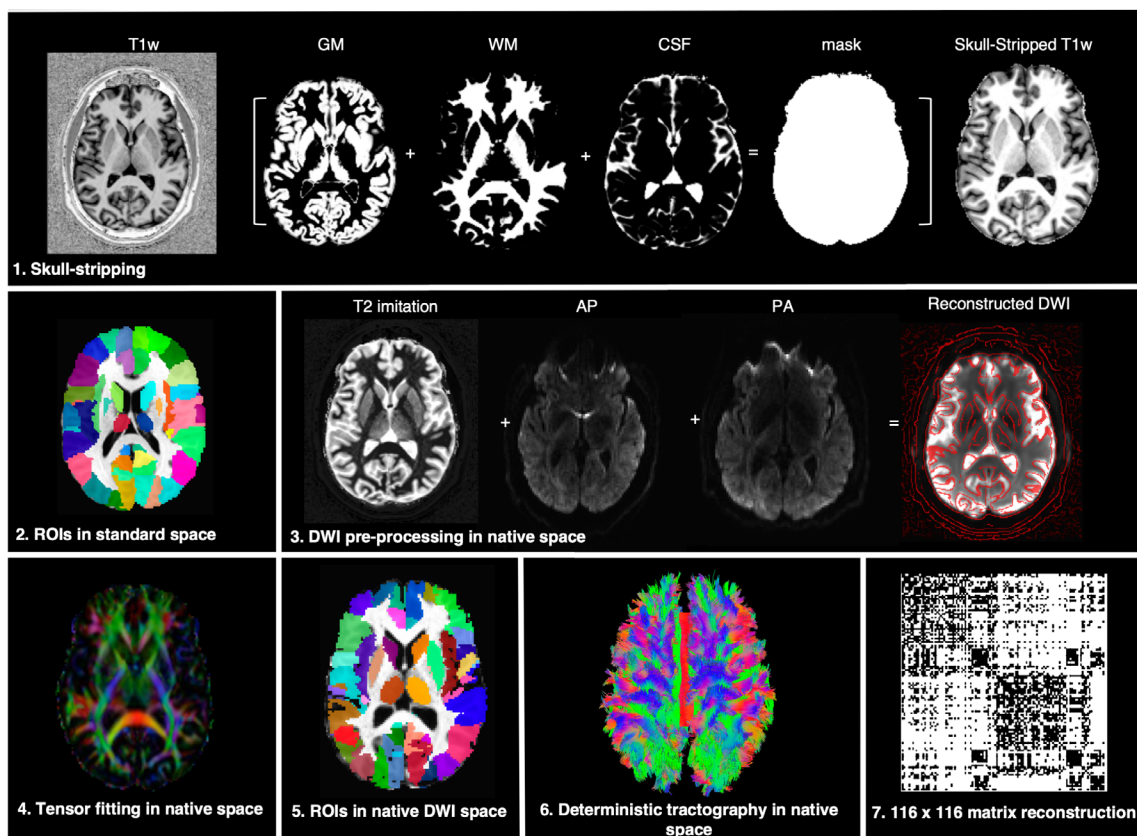 T1w
GM
WM
CSF
mask
Skull-Stripped T1w
+
+
=
1. Skull-stripping
T2 imitation
AP
PA
Reconstructed DWI
+
+
=
2. ROIs in standard space
3. DWI pre-processing in native space
4. Tensor fitting in native space
5. ROIs in native DWI space
6. Deterministic tractography in native
space
7. 116 x 116 matrix reconstruction